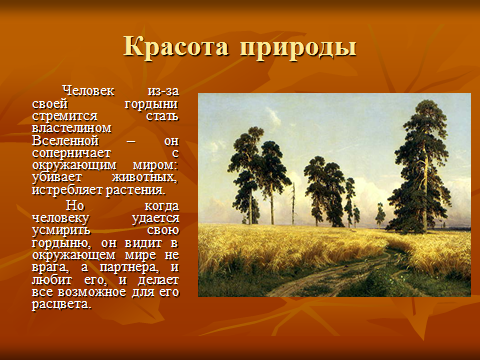 Красота природы
Человек из-за
своей гордыни
стремится стать
властелином
Вселенной – он
соперничает с
окружающим миром:
убивает животных,
истребляет растения.
Но когда
человеку удается
усмирить свою
гордыню, он видит в
окружающем мире не
врага, а партнера, и
любит его, и делает
все возможное для его
расцвета.